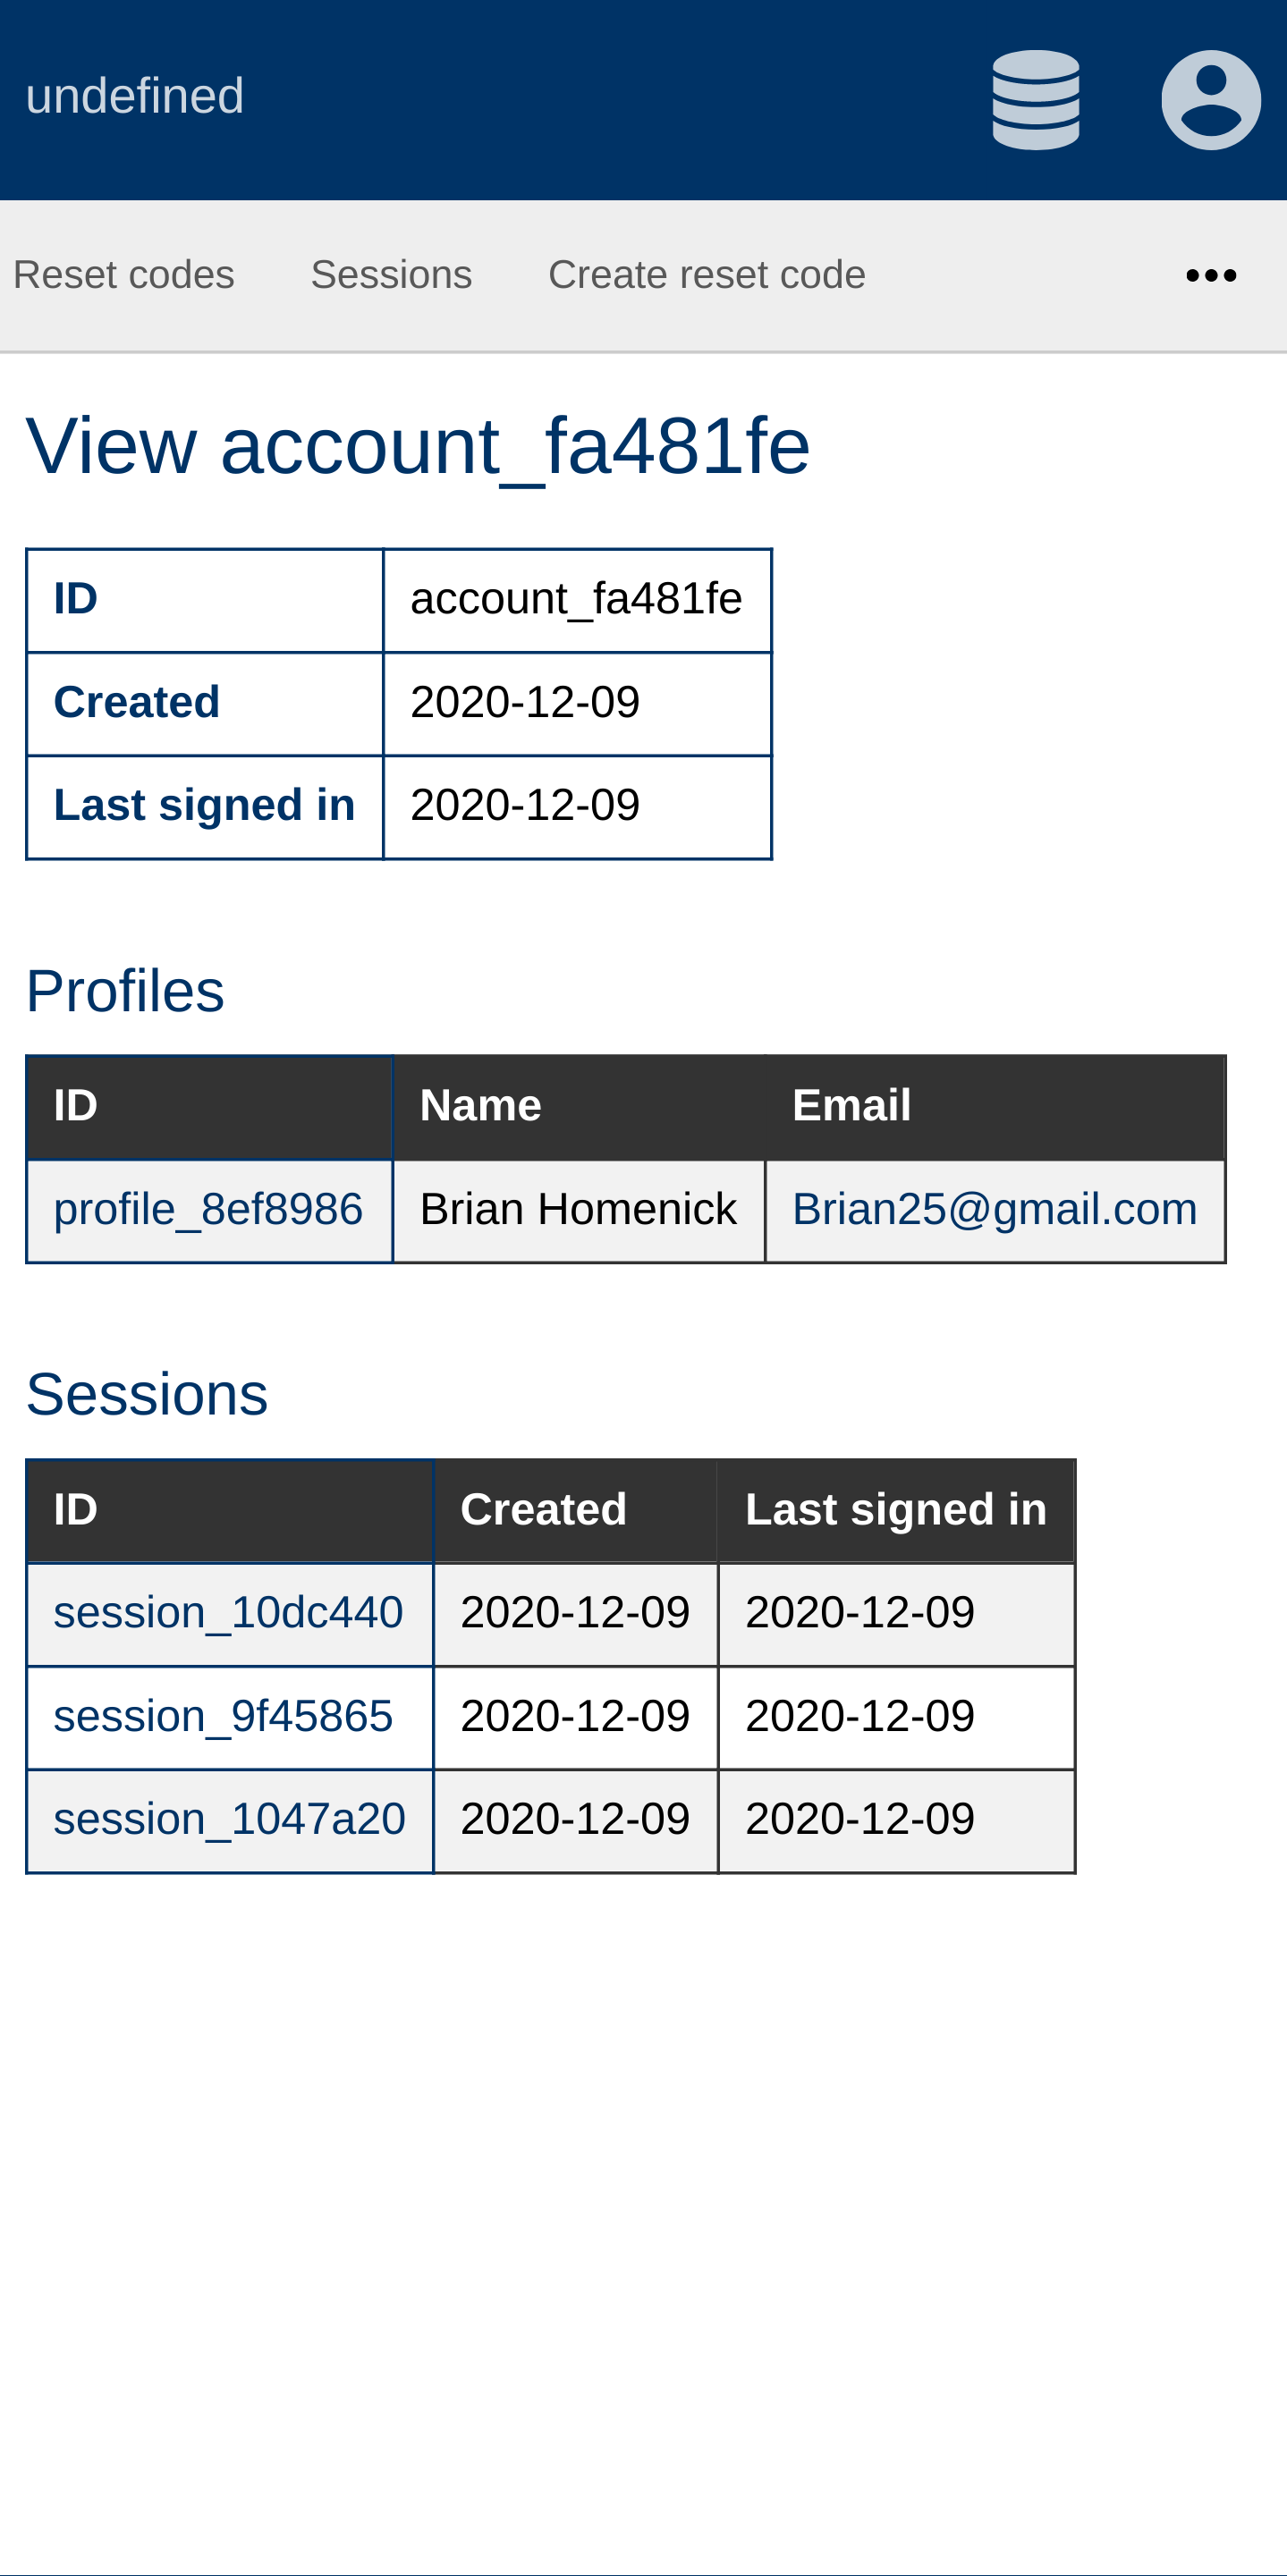 undefined
Reset codes Sessions Create reset code •••
View account_fa481fe
ID account_fa481fe
Created 2020-12-09
Last signed in 2020-12-09
Profiles
ID Name Email
profile_8ef8986 Brian Homenick Brian25@gmail.com
Sessions
ID Created Last signed in
session_10dc440 2020-12-09 2020-12-09
session_9f45865 2020-12-09 2020-12-09
session_1047a20 2020-12-09 2020-12-09